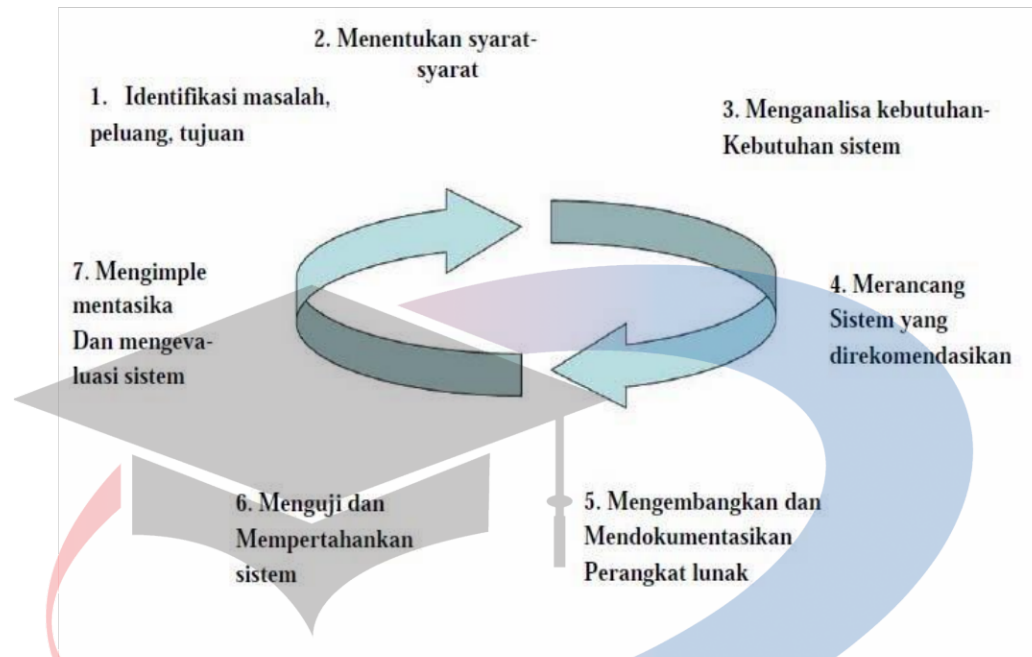 1. Identifikasi masalah,
peluang, tujuan
2. Menentukan syarat-
syarat
3. Menganalisa kebutuhan-
Kebutuhan sistem
4. Merancang
Sistem yang
direkomendasikan
5. Mengembangkan dan
Mendokumentasikan
Perangkat lunak
6. Menguji dan
Mempertahankan
sistem
7. Mengimple
mentasika
Dan mengeva-
luasi sistem